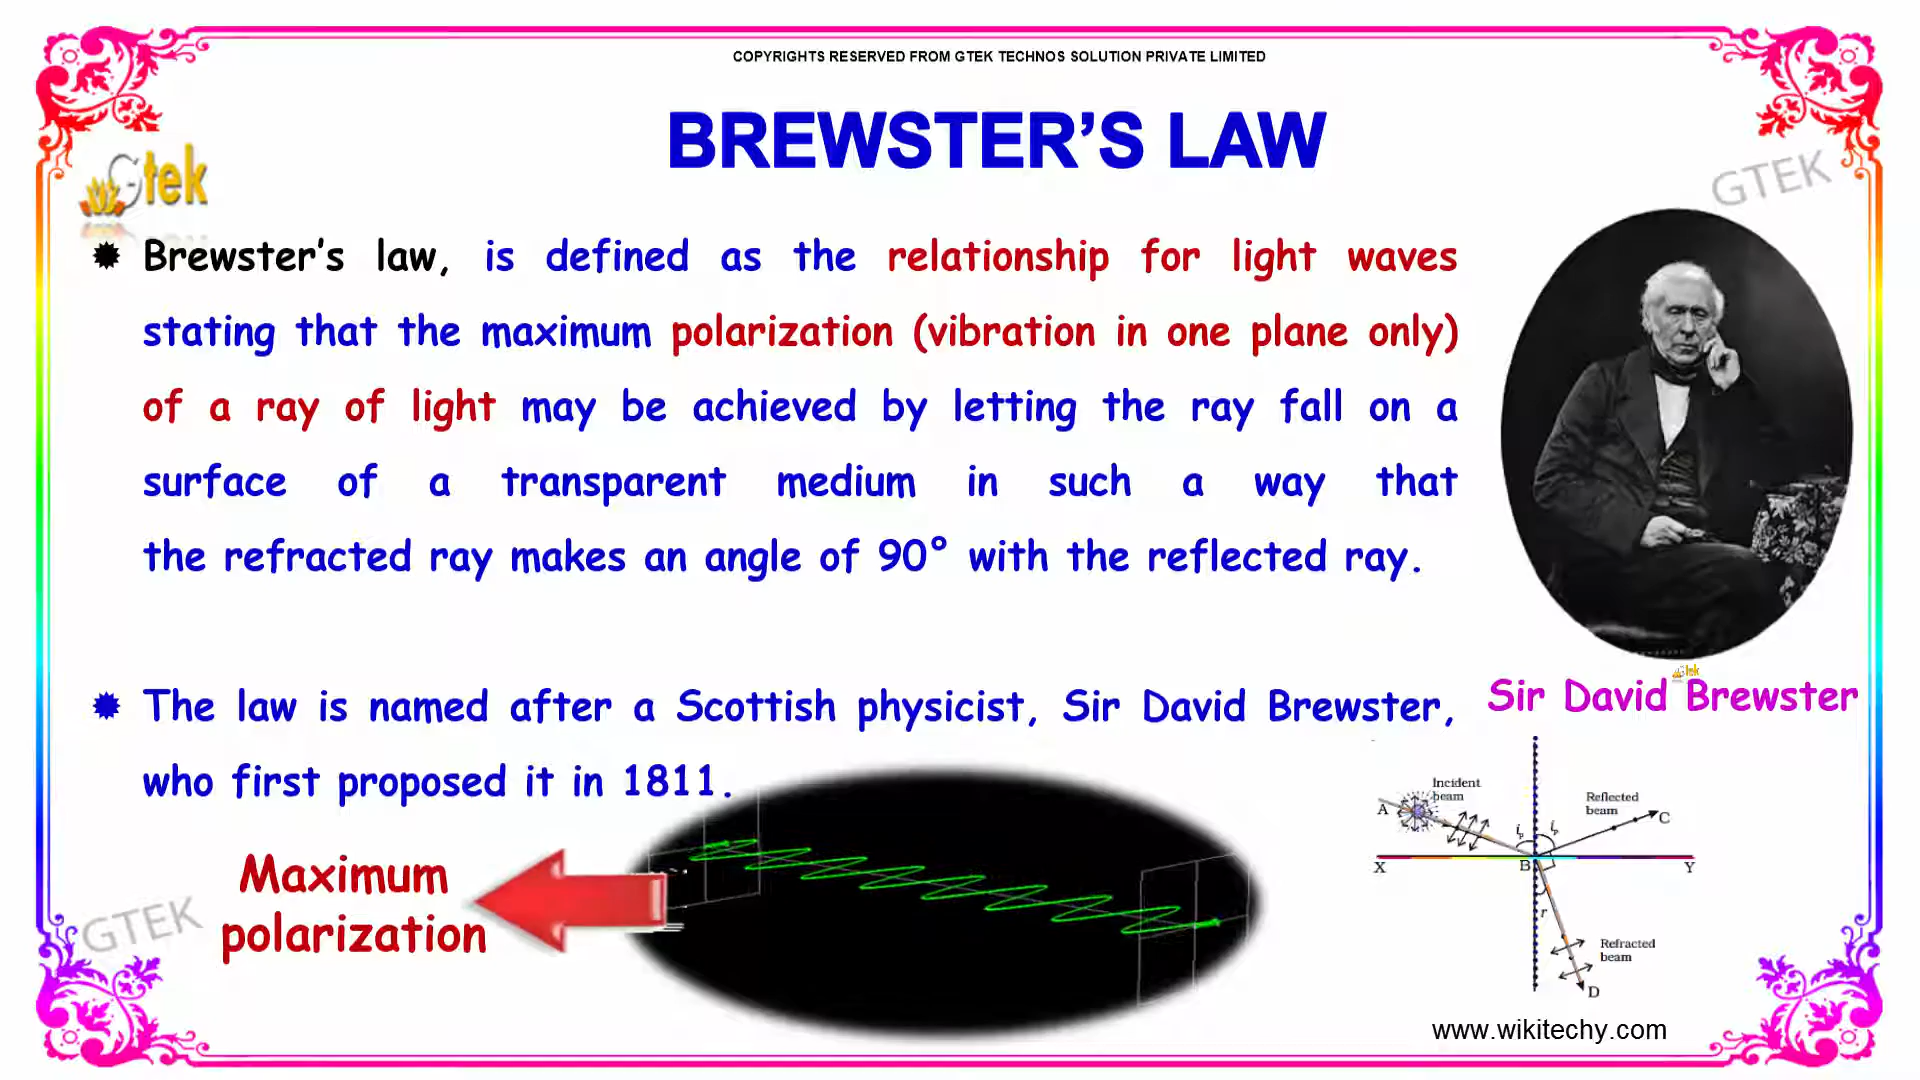 COPYRIGHTS RESERVED FROM GTEK TECHNOS SOLUTION PRIVATE LIMITED
BREWSTER’S LAW
Gtek
GTEK
Brewster’s law, is defined as the relationship for light waves
stating that the maximum polarization (vibration in one plane only)
of a ray of light may be achieved by letting the ray fall on a
surface of a transparent medium in such a way that
the refracted ray makes an angle of 90° with the reflected ray.
Gtek
Sir David Brewster
The law is named after a Scottish physicist, Sir David Brewster,
who first proposed it in 1811.
Incident
beam
Reflected
beam
A
C
iₚ
iₚ
X
B
Y
r
Refracted
beam
D
Maximum
polarization
GTEK
www.wikitechy.com